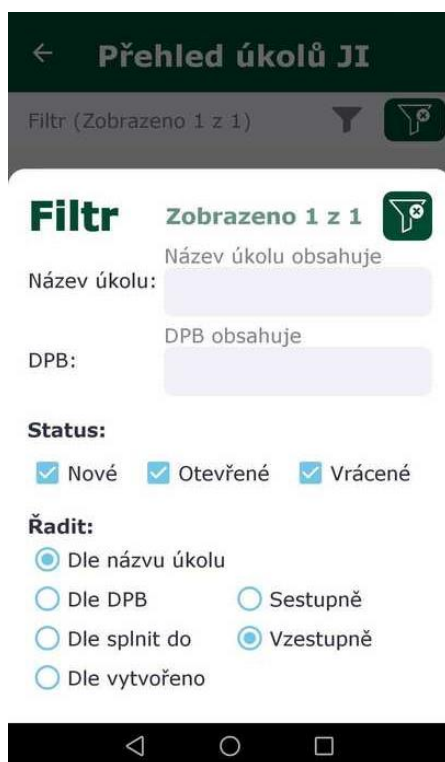 Přehled úkolů JI
Filtr (Zobrazeno 1 z 1)
Filtr Zobrazeno 1 z 1
Název úkolu obsahuje
Název úkolu:
DPB obsahuje
DPB:
Status:
Nové Otevřené Vrácené
Řadit:
Dle názvu úkolu
Dle DPB Sestupně
Dle splnit do Vzestupně
Dle vytvořeno